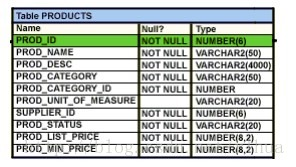 Table PRODUCTS
Name Null? Type
PROD_ID NOT NULL NUMBER(6)
PROD_NAME NOT NULL VARCHAR2(50)
PROD_DESC NOT NULL VARCHAR2(4000)
PROD_CATEGORY NOT NULL VARCHAR2(50)
PROD_CATEGORY_ID NOT NULL NUMBER
PROD_UNIT_OF_MEASURE VARCHAR2(20)
SUPPLIER_ID NOT NULL NUMBER(6)
PROD_STATUS NOT NULL VARCHAR2(20)
PROD_LIST_PRICE NOT NULL NUMBER(8,2)
PROD_MIN_PRICE NOT NULL NUMBER(8,2)